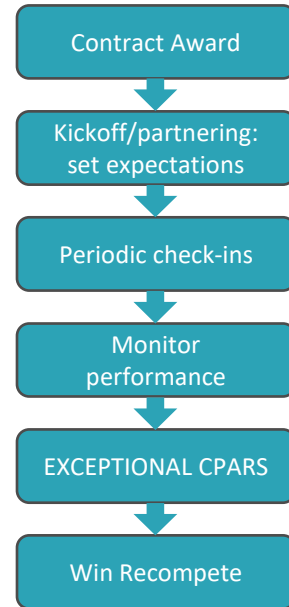 Contract Award
Kickoff/partnering:
set expectations
Periodic check-ins
Monitor
performance
EXCEPTIONAL CPARS
Win Recompete